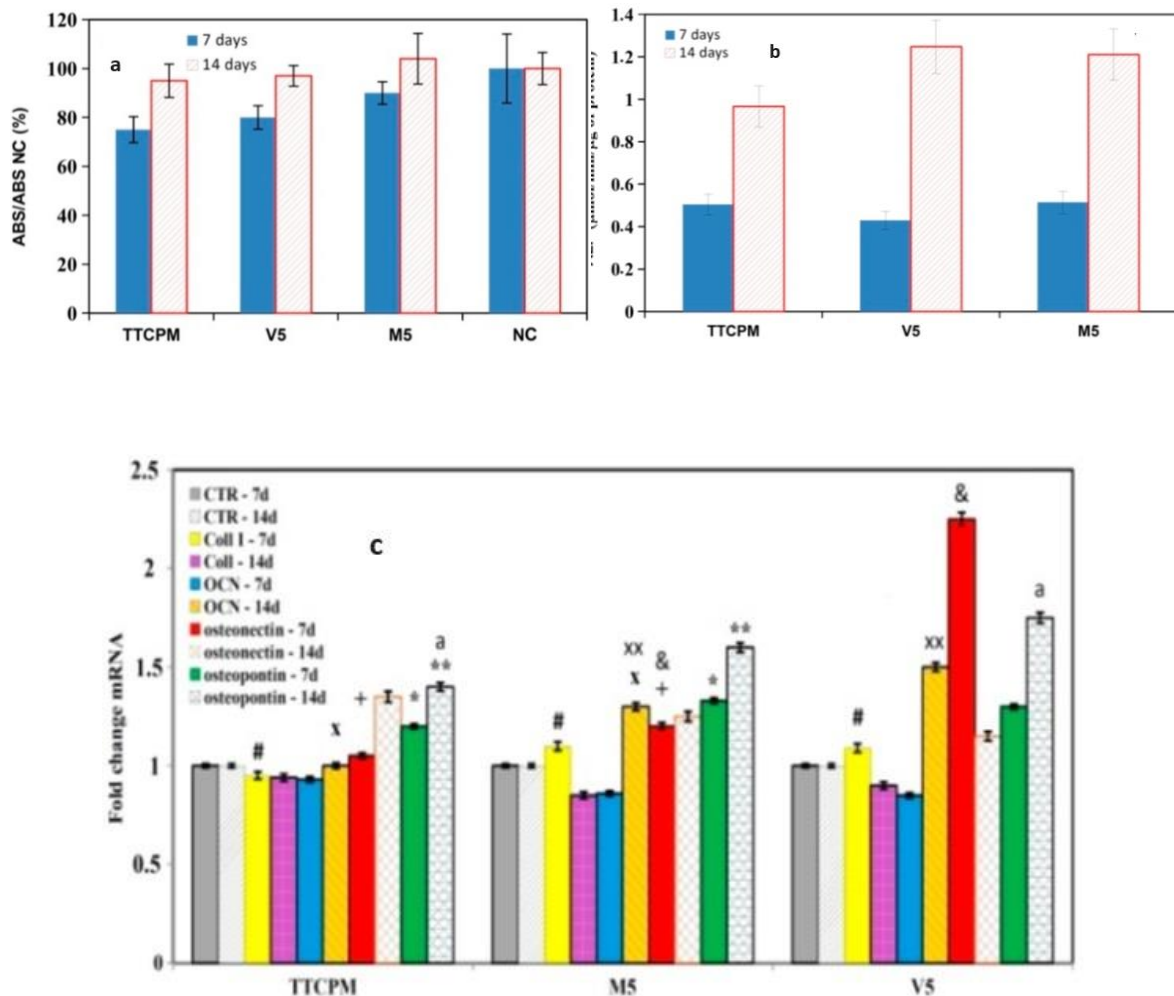 120
100
80
60
40
20
0
ABS/ABS NC (%)
7 days
14 days
a
TTCPM
V5
M5
NC
1.4
1.2
1
0.8
0.6
0.4
0.2
0
7 days
14 days
b
TTCPM
V5
M5
2.5
2
1.5
1
0.5
0
Fold change mRNA
CTR - 7d
CTR - 14d
Coll I - 7d
Coll - 14d
OCN - 7d
OCN - 14d
osteonectin - 7d
osteonectin - 14d
osteopontin - 7d
osteopontin - 14d
c
#
x
+
*
a
**
#
xx
x
&
+
*
**
#
xx
&
a
TTCPM
M5
V5